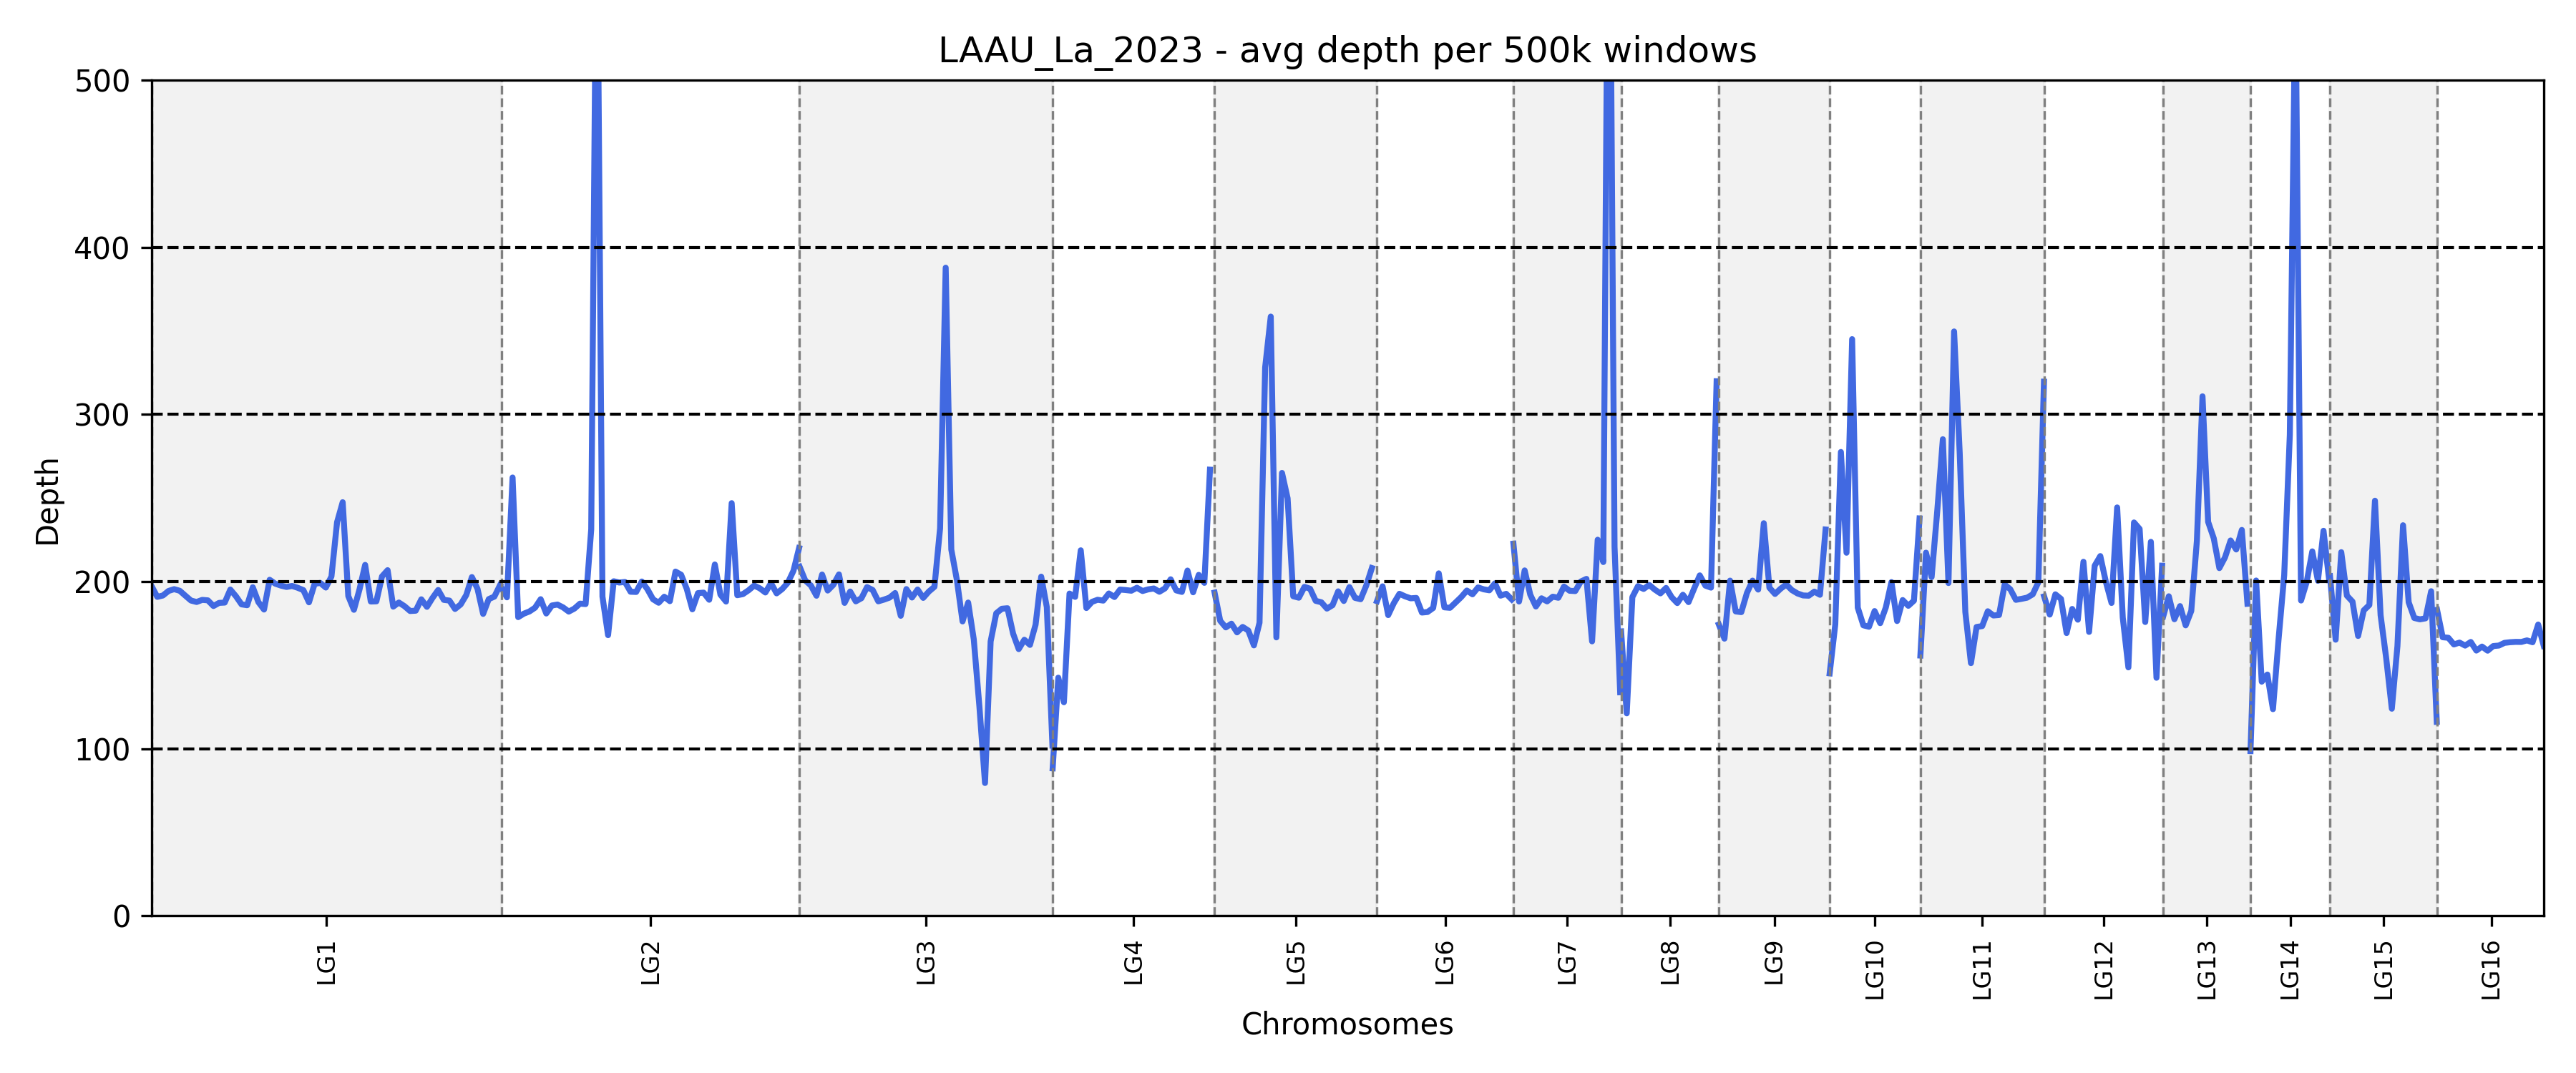 LAAU_La_2023 - avg depth per 500k windows
500
400
300
200
100
0
Depth
LG1
LG2
LG3
LG4
LG5
LG6
LG7
LG8
LG9
LG10
LG11
LG12
LG13
LG14
LG15
LG16
Chromosomes